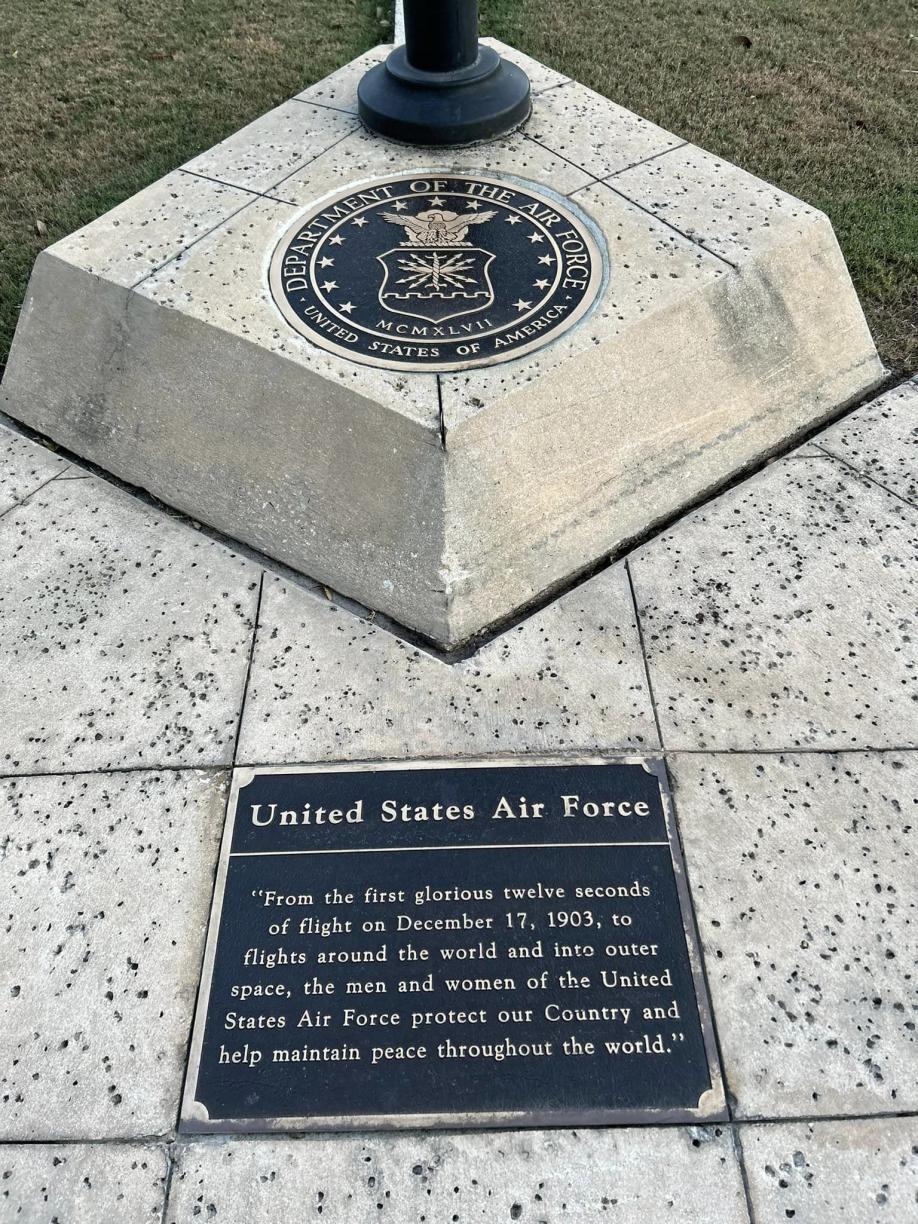 DEPARTMENT OF THE AIR FORCE
MCMXLVII
UNITED STATES OF AMERICA
United States Air Force
“From the first glorious twelve seconds
of flight on December 17, 1903, to
flights around the world and into outer
space, the men and women of the United
States Air Force protect our Country and
help maintain peace throughout the world.”